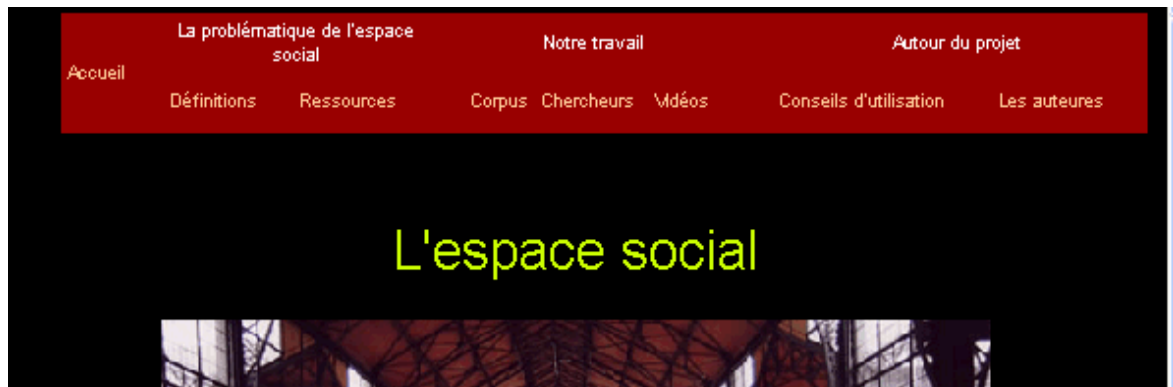 La problématique de l'espace social
Notre travail
Autour du projet
Accueil
Définitions
Ressources
Corpus
Chercheurs
Vidéos
Conseils d'utilisation
Les auteures
L'espace social